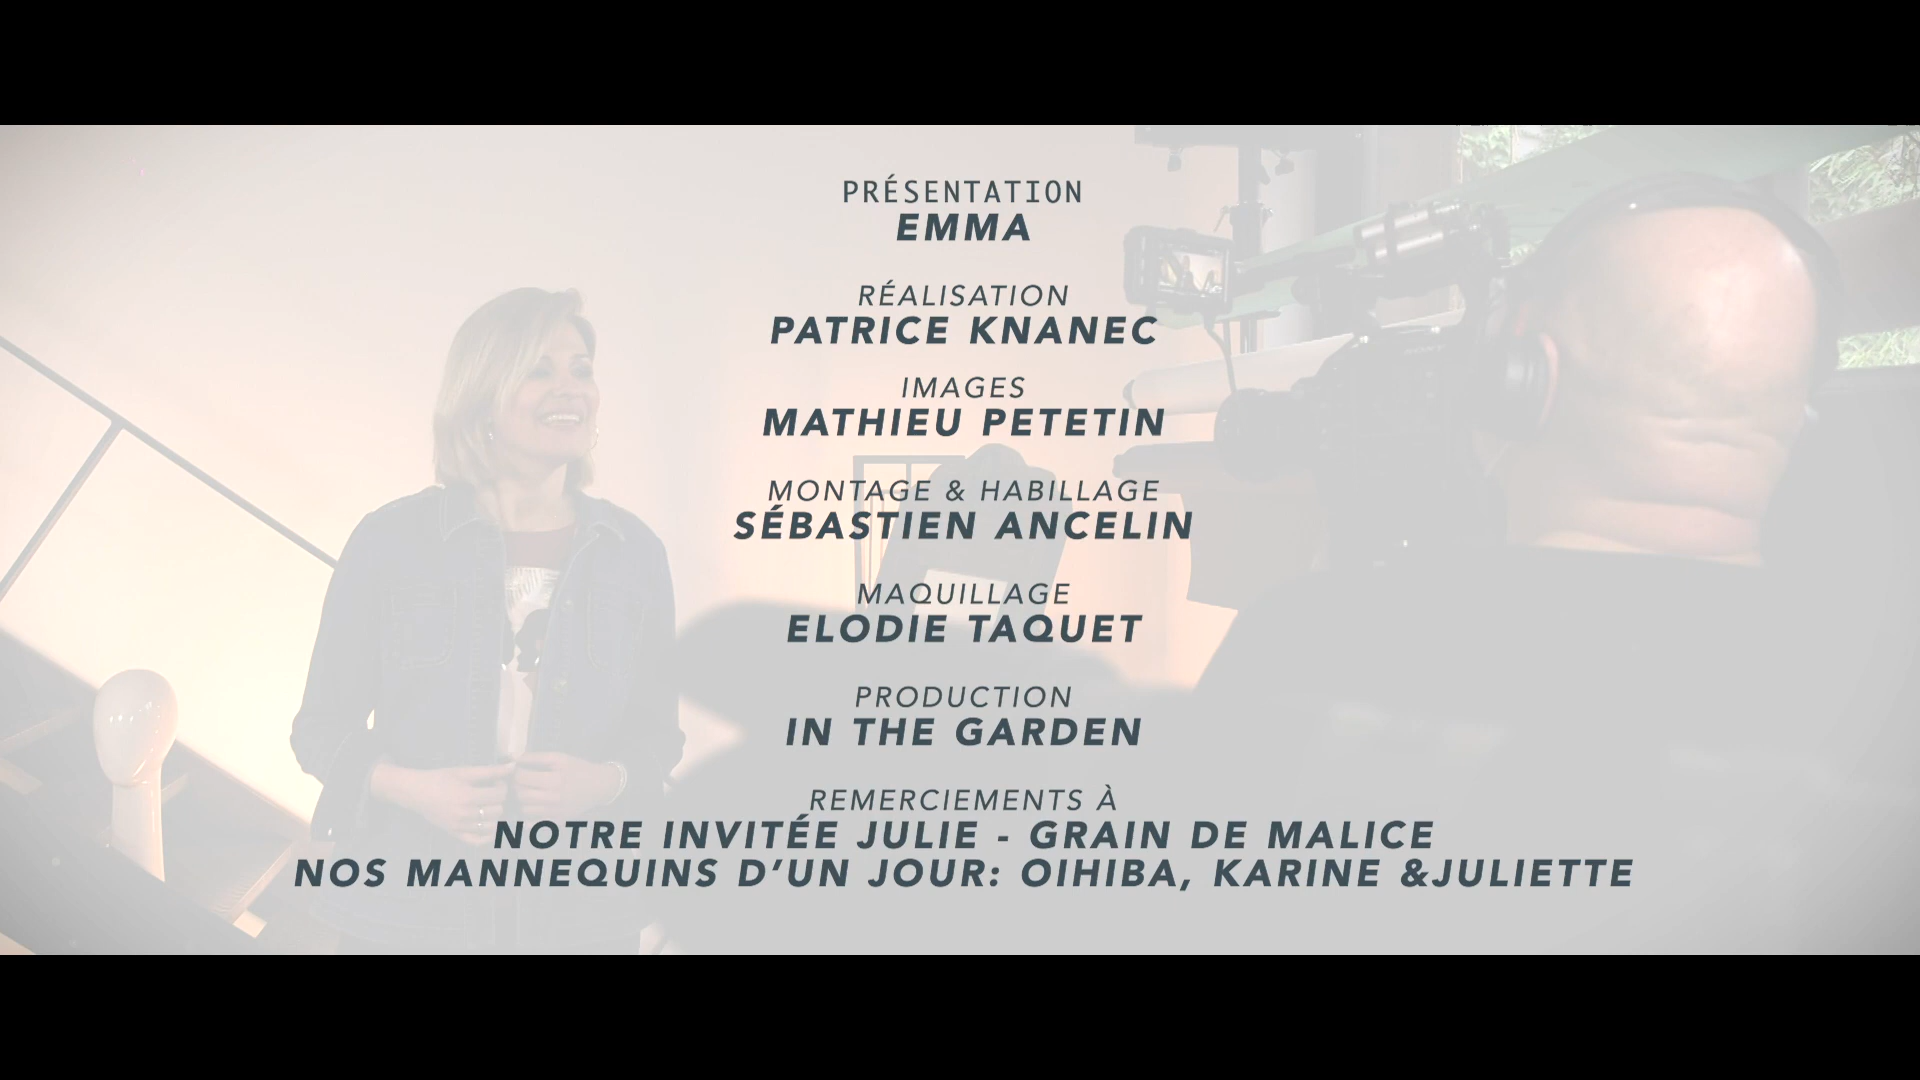 PRÉSENTATION
EMMA
RÉALISATION
PATRICE KNANEC
IMAGES
MATHIEU PETETIN
MONTAGE & HABILLAGE
SÉBASTIEN ANCELIN
MAQUILLAGE
ELODIE TAQUET
PRODUCTION
IN THE GARDEN
REMERCIEMENTS À
NOTRE INVITÉE JULIE - GRAIN DE MALICE
NOS MANNEQUINS D’UN JOUR: OIHIBA, KARINE &JULIETTE